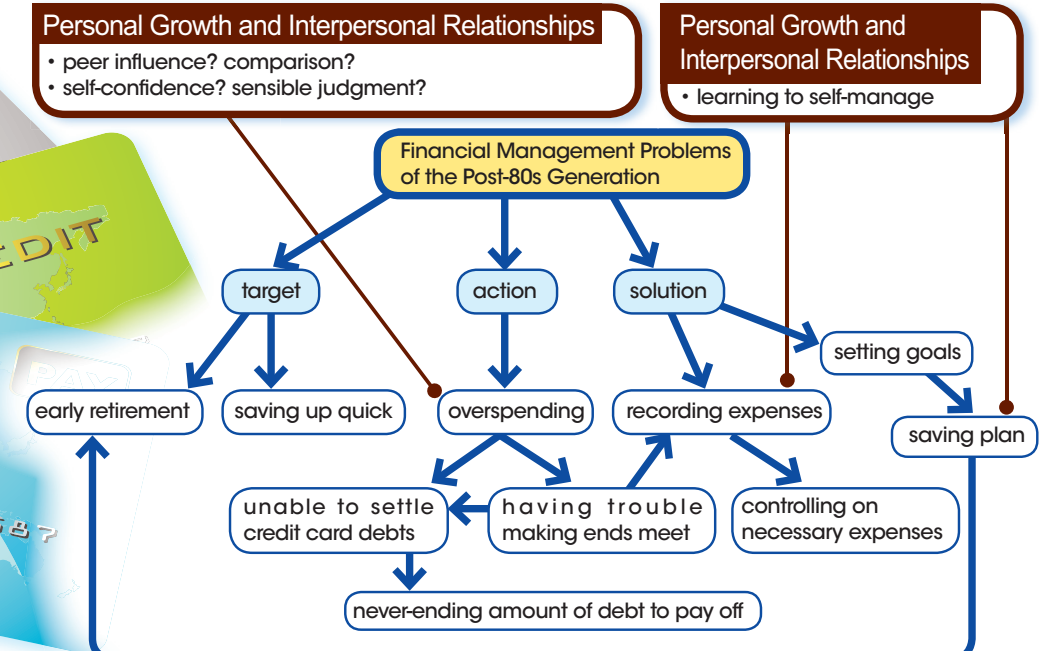 Personal Growth and Interpersonal Relationships
• peer influence? comparison?
• self-confidence? sensible judgment?
Personal Growth and
Interpersonal Relationships
• learning to self-manage
Financial Management Problems
of the Post-80s Generation
EDIT
target
action
solution
setting goals
PAY
early retirement
saving up quick
overspending
recording expenses
saving plan
unable to settle
credit card debts
having trouble
making ends meet
controlling on
necessary expenses
587
never-ending amount of debt to pay off